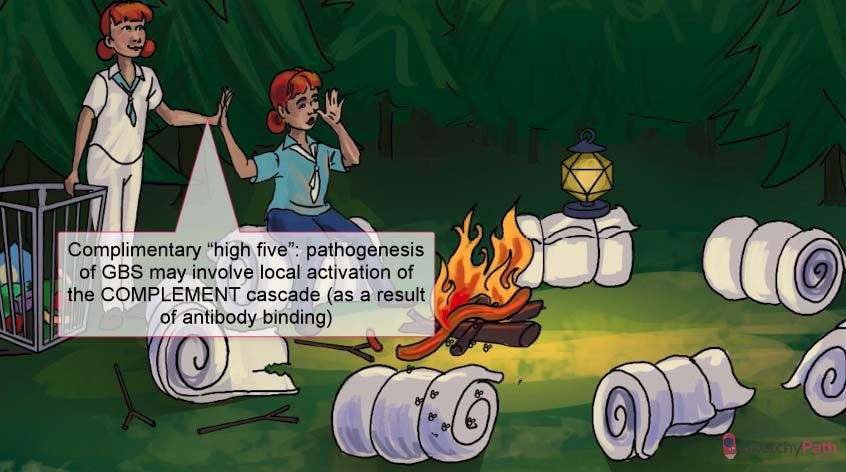 Complimentary “high five”: pathogenesis
of GBS may involve local activation of
the COMPLEMENT cascade (as a result
of antibody binding)
SketchyPath